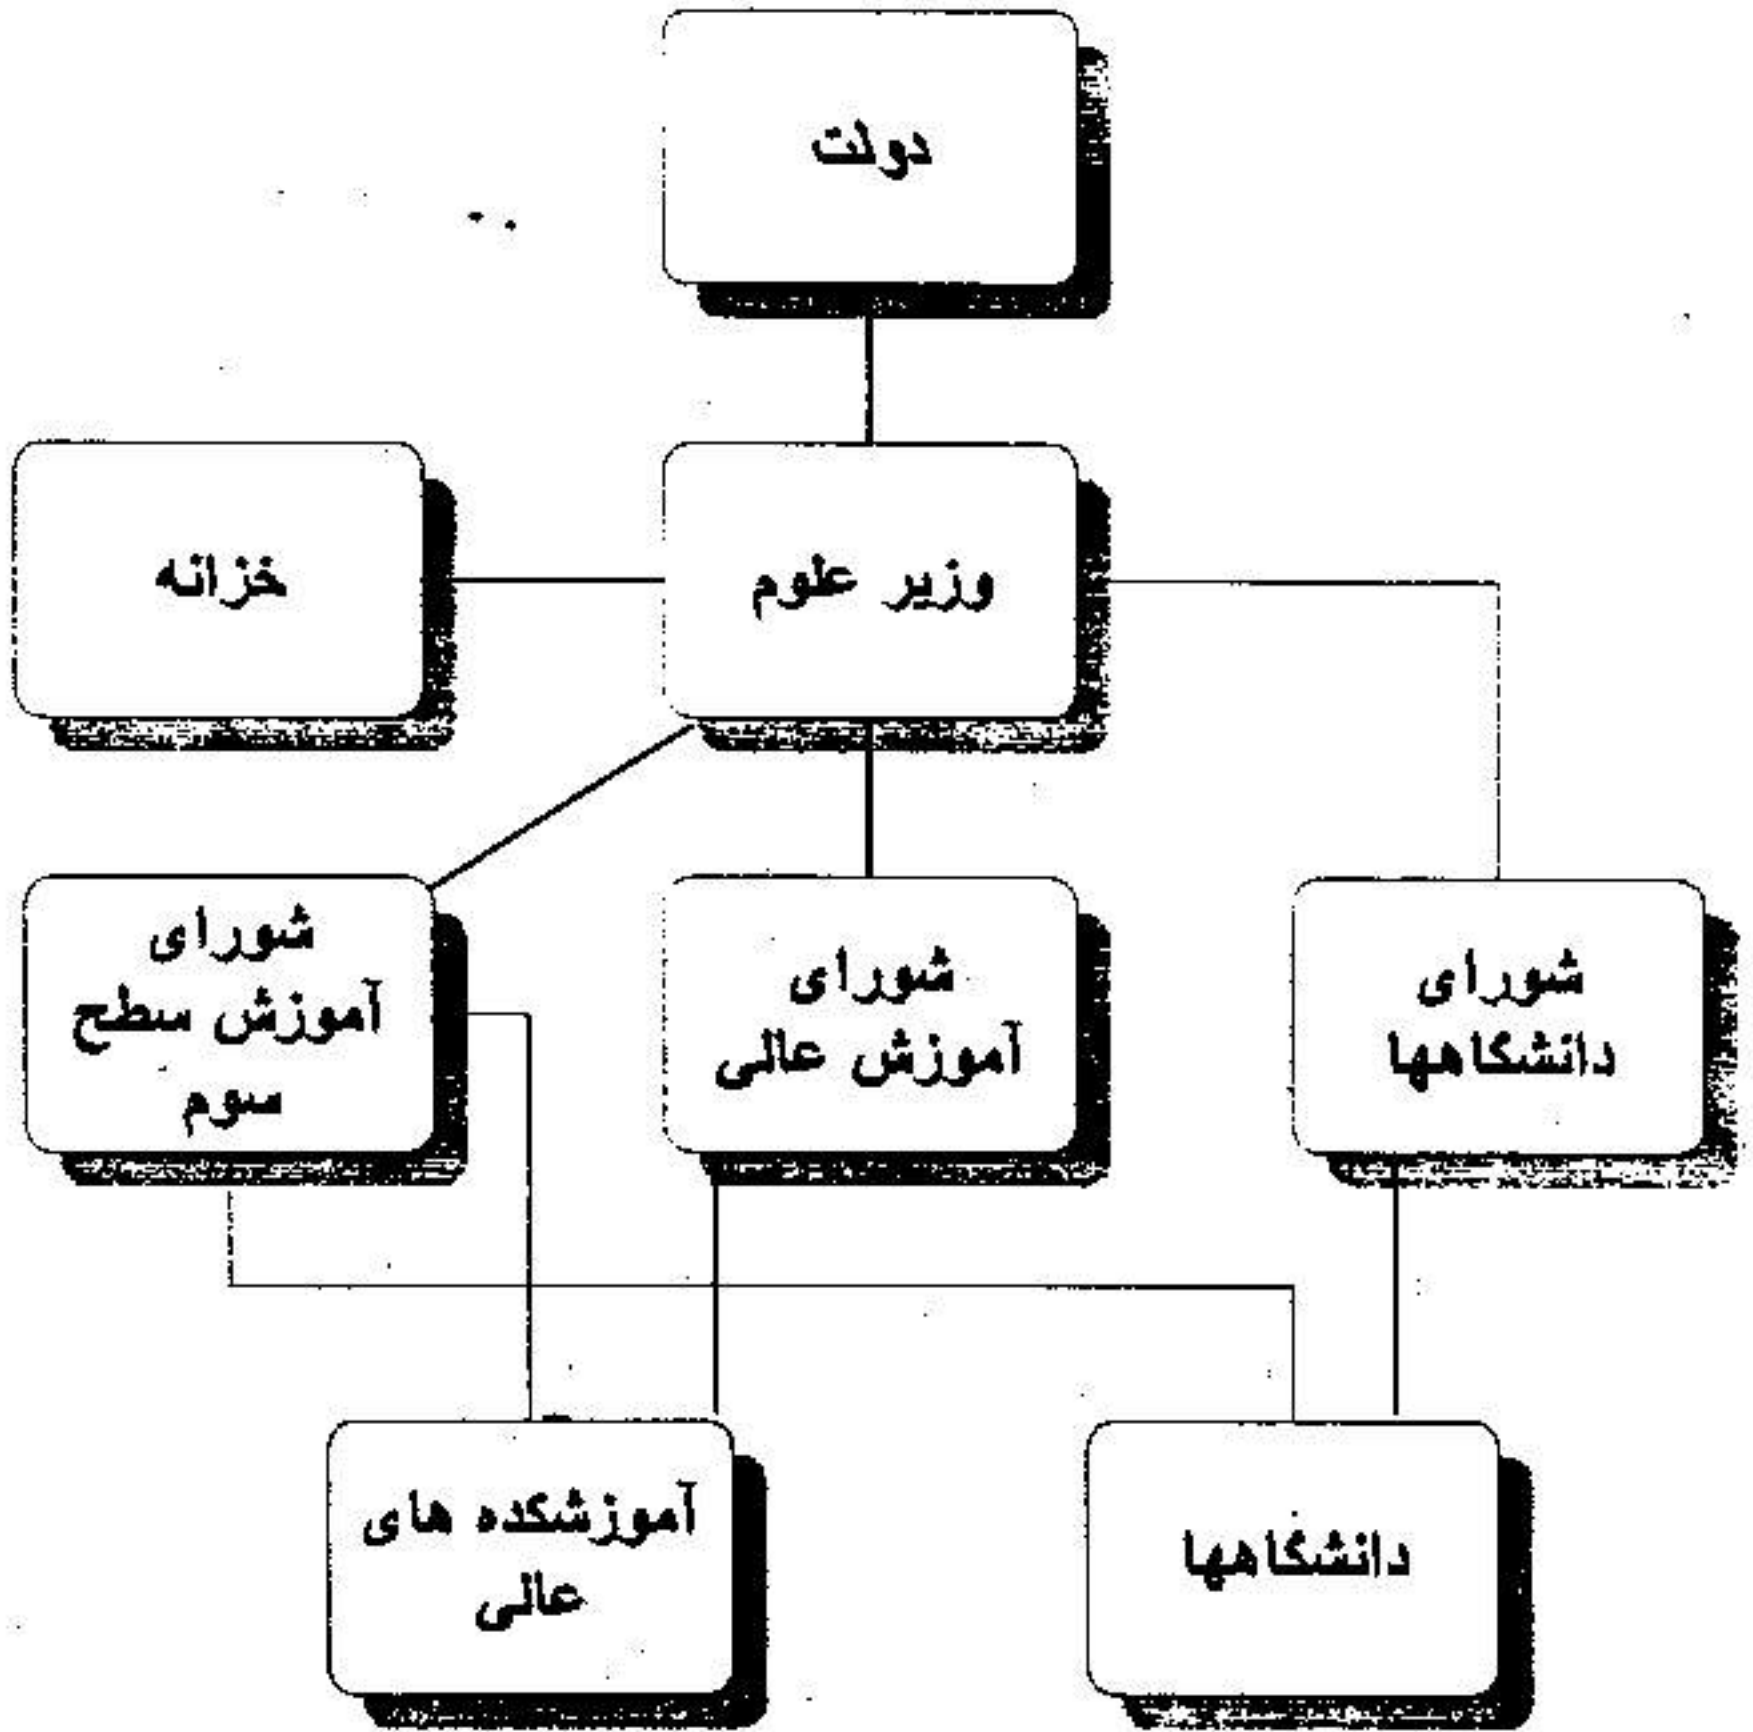 دولت
وزیر علوم
خزانه
شورای
دانشگاهها
شورای
آموزش عالی
شورای
آموزش سطح
سوم
دانشگاهها
آموزشکده های
عالی